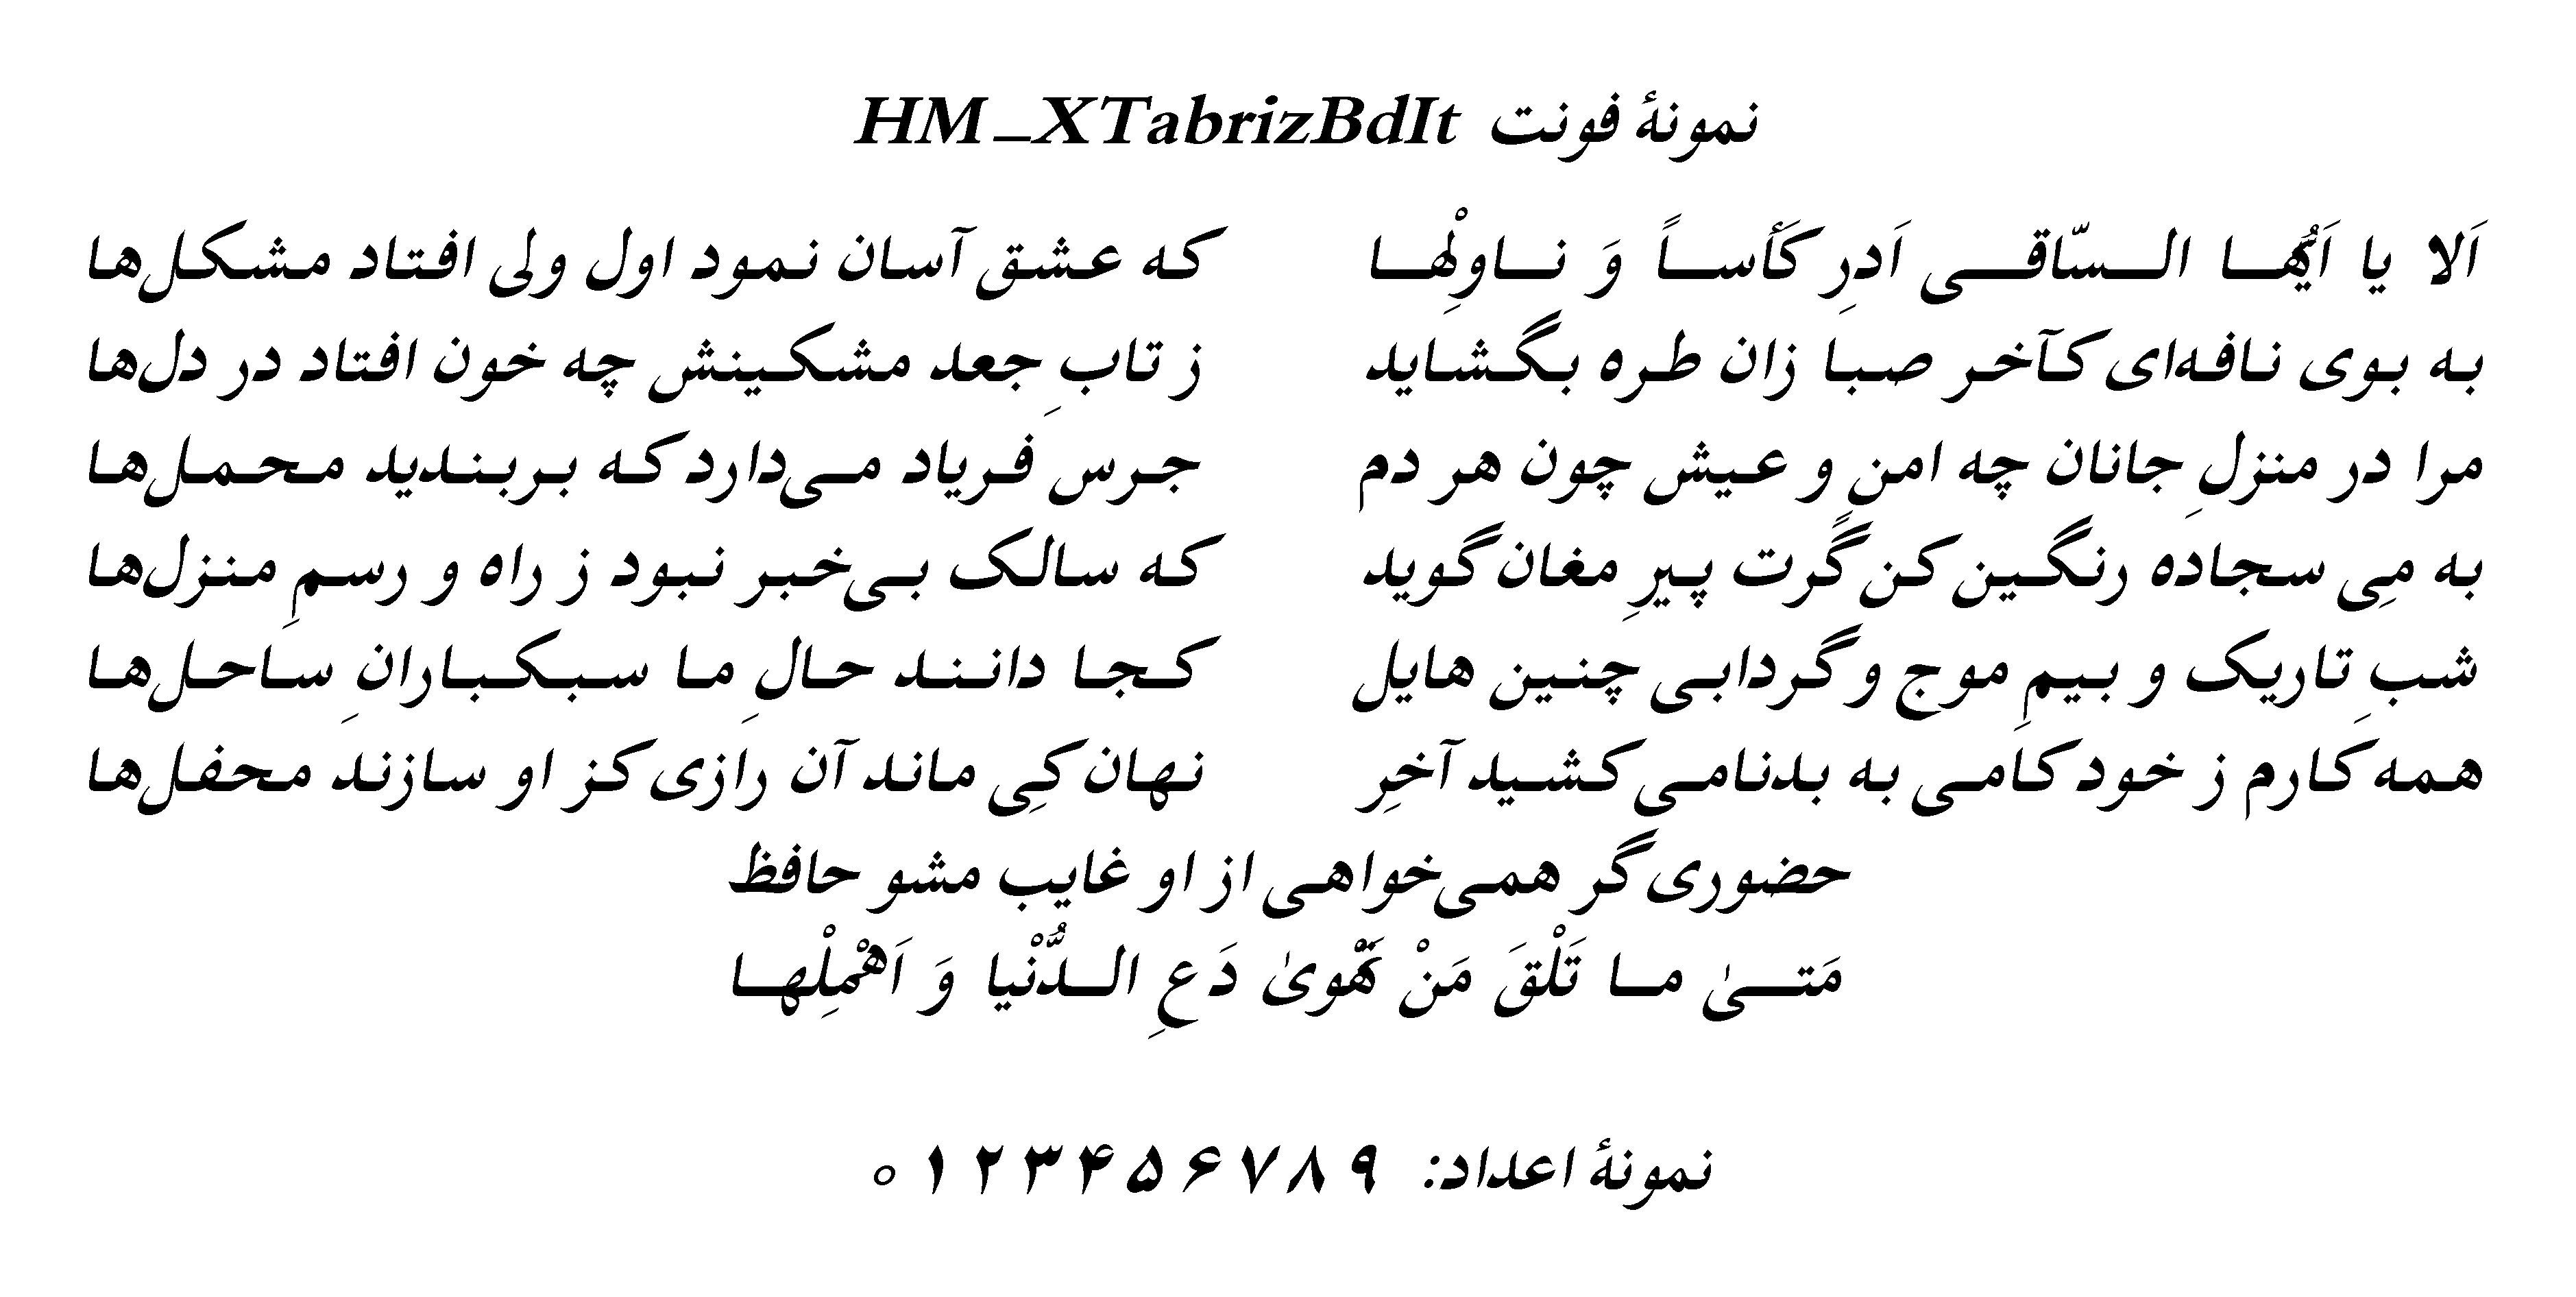 نمونهٔ فونت HM_XTabrizBdIt
اَلا یا اَیُّها السّاقی اَدرِ کَأساً وَ ناوِلْها که عشق آسان نمود اول ولی افتاد مشکل‌ها
به بوی نافه‌ای کآخر صبا زان طره بگشاید ز تابِ جعد مشکینش چه خون افتاد در دل‌ها
مرا در منزلِ جانان چه امن و عیش چون هر دم جرس فریاد می‌دارد که بربندید محمل‌ها
به مِی سجاده رنگین کن گَرت پیرِ مغان گوید که سالک بی‌خبر نبود ز راه و رسمِ منزل‌ها
شبِ تاریک و بیمِ موج و گردابی چنین هایل کجا دانند حالِ ما سبکبارانِ ساحل‌ها
همه کارم ز خود کامی به بدنامی کشید آخِر نهان کِی ماند آن رازی کز او سازند محفل‌ها
حضوری گر همی‌خواهی از او غایب مشو حافظ
مَتیٰ ما تَلْقَ مَنْ تَهْویٰ دَعِ الدُّنْیا وَ اَهْمِلْها
نمونهٔ اعداد: ۰ ۱ ۲ ۳ ۴ ۵ ۶ ۷ ۸ ۹